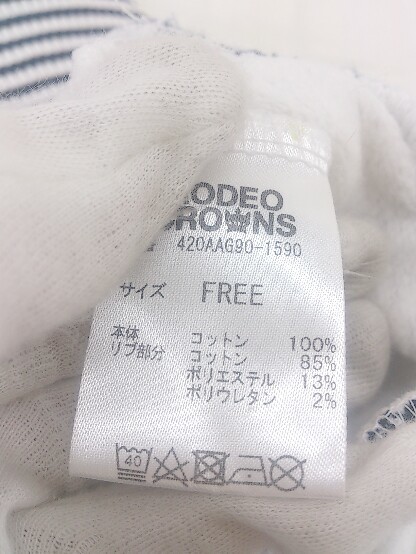 RODEO
CROWNS
420AAG90-1590
サイズ FREE
本体 コットン 100%
リブ部分 コットン 85%
ポリエステル 13%
ポリウレタン 2%
40